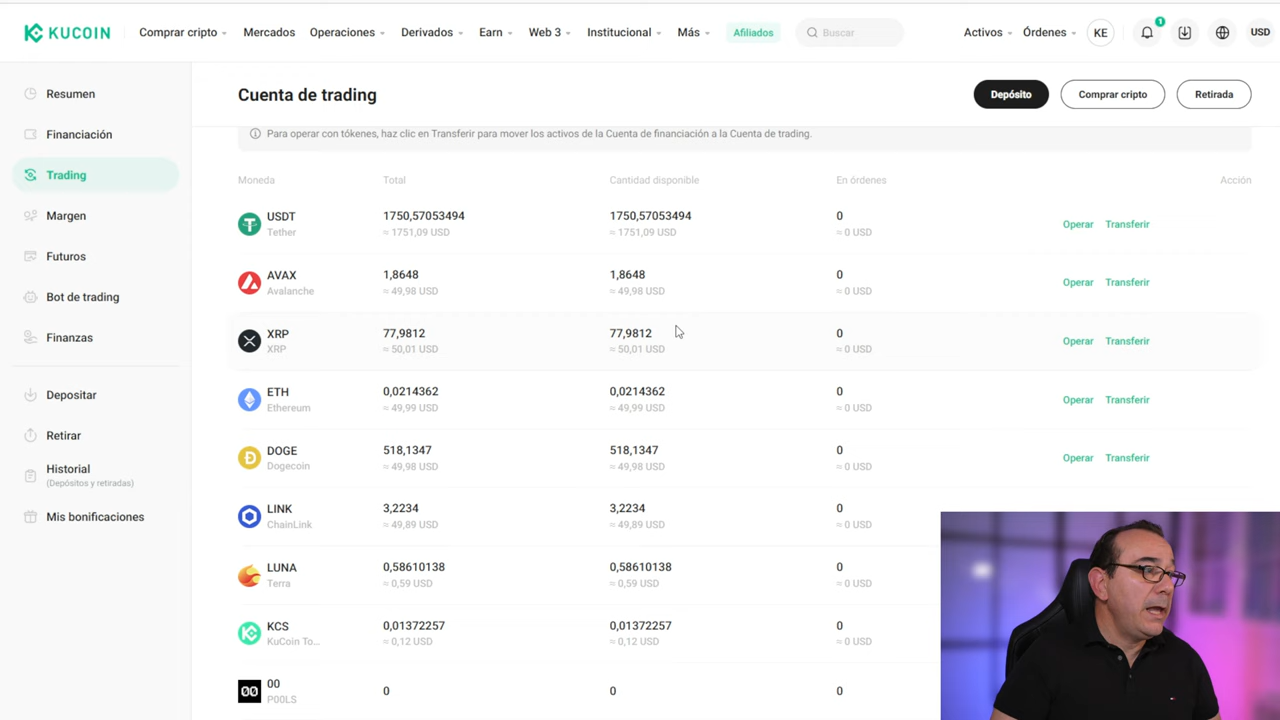 KUCOIN
Comprar cripto Mercados Operaciones Derivados Earn Web 3 Institucional Más Afiliados Buscar Activos Órdenes KE 1 USD
Resumen
Financiación
Trading
Margen
Futuros
Bot de trading
Finanzas
Depositar
Retirar
Historial
(Depósitos y retiradas)
Mis bonificaciones
Cuenta de trading
Depósito Comprar cripto Retirada
Para operar con tókenes, haz clic en Transferir para mover los activos de la Cuenta de financiación a la Cuenta de trading.
Moneda Total Cantidad disponible En órdenes Acción
USDT 1750,57053494 1750,57053494 0 Operar Transferir
Tether ≈ 1751,09 USD ≈ 1751,09 USD ≈ 0 USD
AVAX 1,8648 1,8648 0 Operar Transferir
Avalanche ≈ 49,98 USD ≈ 49,98 USD ≈ 0 USD
XRP 77,9812 77,9812 0 Operar Transferir
XRP ≈ 50,01 USD ≈ 50,01 USD ≈ 0 USD
ETH 0,0214362 0,0214362 0 Operar Transferir
Ethereum ≈ 49,99 USD ≈ 49,99 USD ≈ 0 USD
DOGE 518,1347 518,1347 0 Operar Transferir
Dogecoin ≈ 49,98 USD ≈ 49,98 USD ≈ 0 USD
LINK 3,2234 3,2234 0
ChainLink ≈ 49,89 USD ≈ 49,89 USD ≈ 0 USD
LUNA 0,58610138 0,58610138 0
Terra ≈ 0,59 USD ≈ 0,59 USD ≈ 0 USD
KCS 0,01372257 0,01372257 0
KuCoin To... ≈ 0,12 USD ≈ 0,12 USD ≈ 0 USD
00 00 0 0 0
P00LS